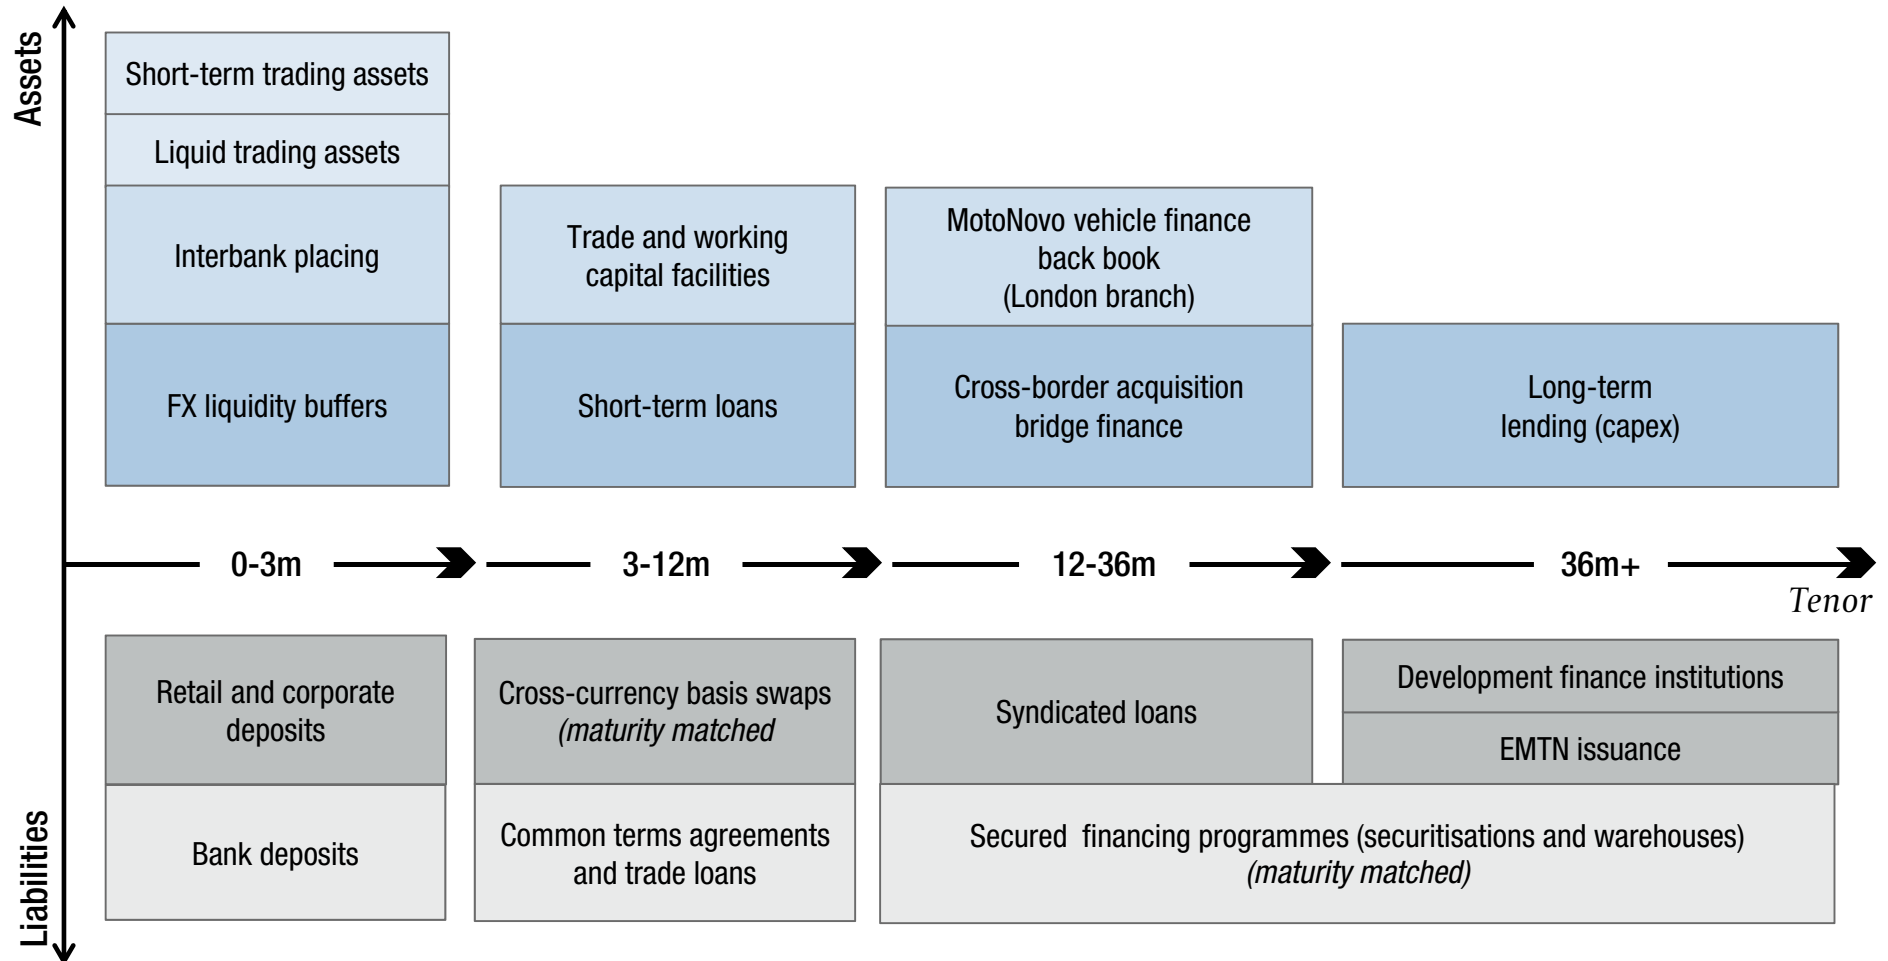 Assets
Short-term trading assets
Liquid trading assets
Interbank placing
FX liquidity buffers
Trade and working
capital facilities
Short-term loans
MotoNovo vehicle finance
back book
(London branch)
Cross-border acquisition
bridge finance
Long-term
lending (capex)
0-3m
3-12m
12-36m
36m+
Tenor
Liabilities
Retail and corporate
deposits
Bank deposits
Cross-currency basis swaps
(maturity matched
Common terms agreements
and trade loans
Syndicated loans
Development finance institutions
EMTN issuance
Secured financing programmes (securitisations and warehouses)
(maturity matched)